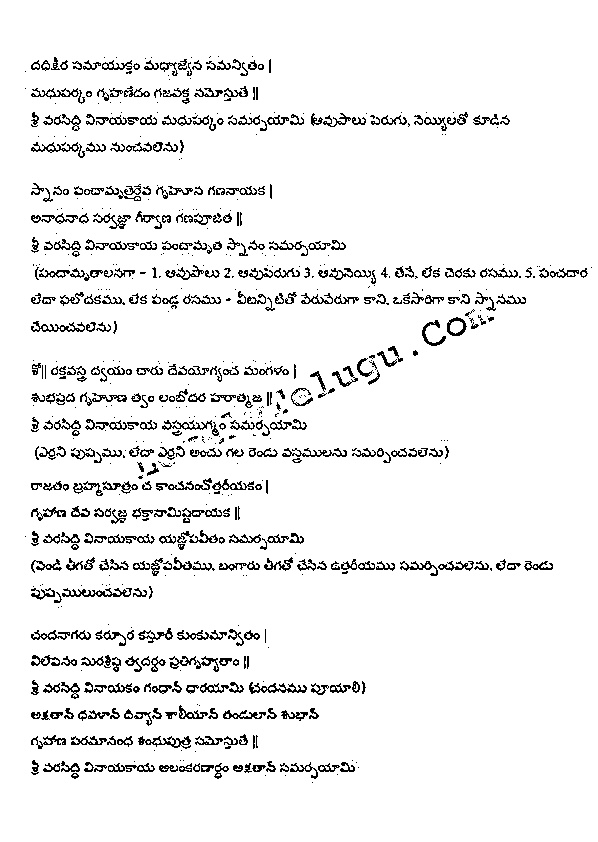 దధిక్షీర సమాయుక్తం మధ్యాజ్యేన సమన్వితం |
మధుపర్కం గృహణేదం గజవక్త్ర నమోస్తుతే ||
శ్రీ వరసిద్ధి వినాయకాయ మధుపర్కం సమర్పయామి (ఆవుపాలు పెరుగు, నెయ్యిలతో కూడిన
మధుపర్కము నుంచవలెను)
స్నానం పంచామృతైర్దేవ గృహాణ గణనాయక |
అనాధనాధ సర్వజ్ఞా గీర్వాణ గణపూజిత ||
శ్రీ వరసిద్ధి వినాయకాయ పంచామృత స్నానం సమర్పయామి
(పంచామృతాలనగా - 1. ఆవుపాలు 2. ఆవుపెరుగు 3. ఆవునెయ్యి 4. తేనే, లేక చెరకు రసము, 5. పంచదార
లేదా ఫలోదకము, లేక పండ్ల రసము - వీటన్నిటితో వేరువేరుగా కాని, ఒకేసారిగా కాని స్నానము
చేయించవలెను)
శో|| రక్తవస్త్ర ద్వయం చారు దేవయోగ్యంచ మంగళం |
శుభప్రద గృహాణ త్వం లంబోదర హరాత్మజ ||
శ్రీ వరసిద్ధి వినాయకాయ వస్త్రయుగ్మం సమర్పయామి
(ఎర్రని పుప్పము, లేదా ఎర్రని అంచు గల రెండు వస్త్రములను సమర్పించవలెను)
రాజతం బ్రహ్మసూత్రం చ కాంచనంచోత్తరీయకం |
గృహాణ దేవ సర్వజ్ఞ భక్తానామిష్టదాయక ||
శ్రీ వరసిద్ధి వినాయకాయ యజ్ఞోపవీతం సమర్పయామి
(వెండి తీగతో చేసిన యజ్ఞోపవీతము, బంగారు తీగతో చేసిన ఉత్తరీయము సమర్పించవలెను, లేదా రెండు
పుష్పములుంచవలెను)
చందనాగరు కర్పూర కస్తూరీ కుంకుమాన్వితం |
విలేపనం సురశ్రేష్ఠ త్వదర్థం ప్రతిగృహ్యతాం ||
శ్రీ వరసిద్ధి వినాయకం గంధాన్ ధారయామి (చందనము పూయాలి)
అక్షతాన్ ధవళాన్ దివ్యాన్ శాలీయాన్ తండులాన్ శుభాన్
గృహాణ పరమానంధ శంభుపుత్ర నమోస్తుతే ||
శ్రీ వరసిద్ధి వినాయకాయ అలంకరణార్ధం అక్షతాన్ సమర్పయామి